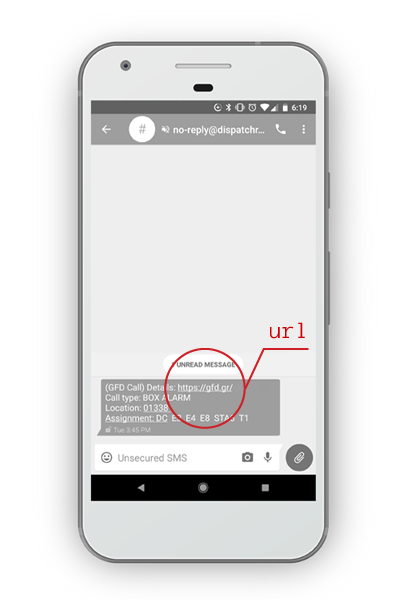 6:19
# no-reply@dispatchr...
UNREAD MESSAGE
url
(GFD Call) Details: https://gfd.gr/
Call type: BOX ALARM
Location: 01338
Assignment: DC E3 E4 E8 STA3 T1
Tue 3:45 PM
Unsecured SMS